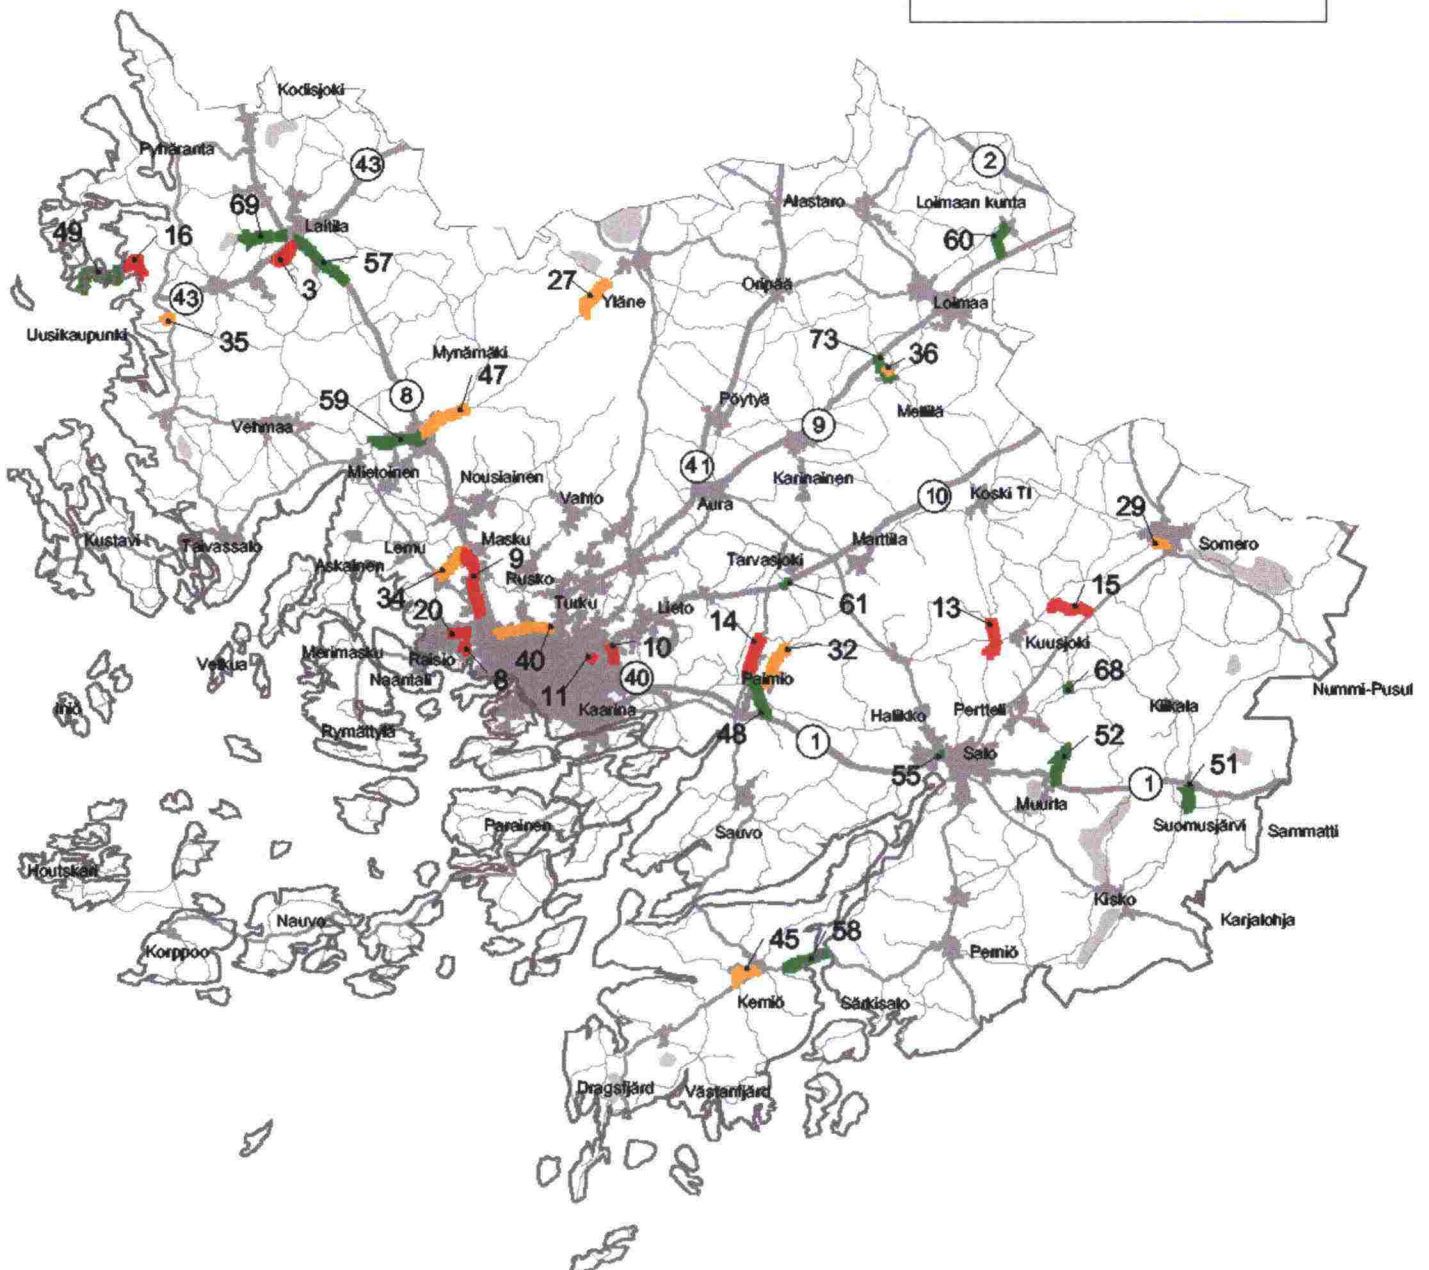 Kodisjoki
Pyhäranta
43
2
69
Laitila
Alastaro
Loimaan kunta
49
16
60
57
3
27
Yläne
Oripää
43
Loimaa
Uusikaupunki
35
73
36
Mynämäki
47
8
59
Pöytyä
Mellilä
Vehmaa
9
Mietoinen
Nousiainen
41
Karinainen
Vahto
Aura
10
Koski Tl
29
Kustavi
Taivassalo
Lemu
Masku
9
Marttila
Somero
Askainen
Rusko
Tarvasjoki
34
Turku
Lieto
61
15
20
14
13
Kuusjoki
Velkua
Merimasku
Raisio
40
10
32
Naantali
8
11
40
Paimio
68
Nummi-Pusul
Iniö
Kaarina
Halikko
Pertteli
Kiikala
Rymättylä
48
1
52
55
Salo
1
51
Muurla
Parainen
Sauvo
Suomusjärvi
Sammatti
Houtskari
Kisko
Nauvo
Karjalohja
Korppoo
45
58
Perniö
Kemiö
Särkisalo
Dragsfjärd
Västanfjärd